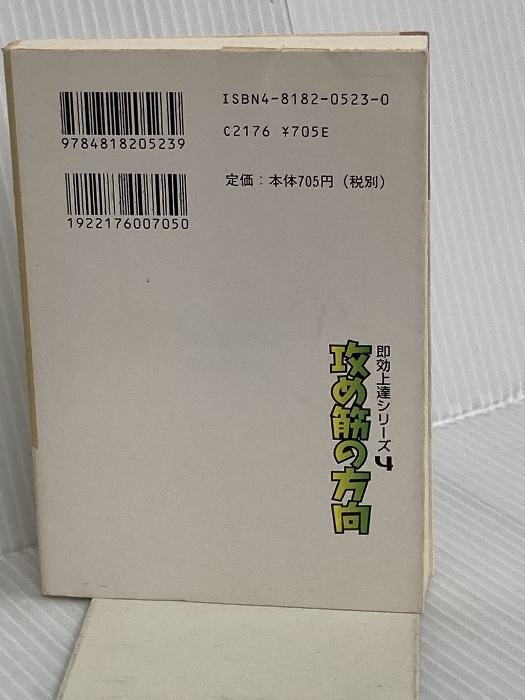 ISBN4-8182-0523-0
C2176 ¥705E
9784818205239
定価：本体705円（税別）
1922176007050
即効上達シリーズ4
攻め筋の方向